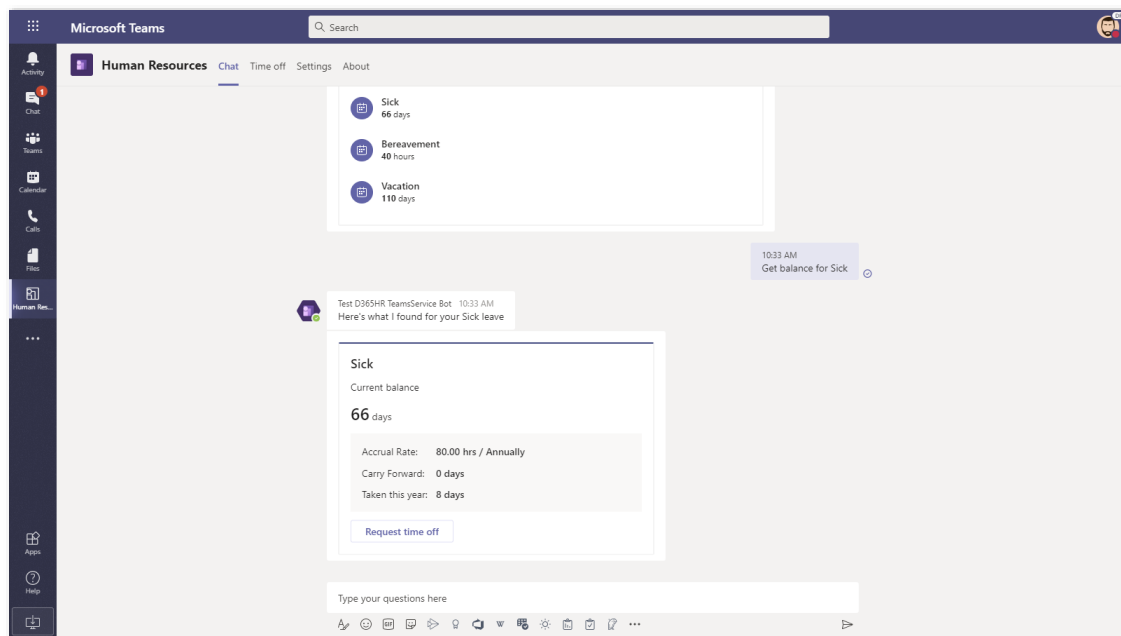 Microsoft Teams
Search
Activity
1
Chat
Teams
Calendar
Calls
Files
Human Res...
Apps
Help
Human Resources Chat Time off Settings About
Sick
66 days
Bereavement
40 hours
Vacation
110 days
10:33 AM
Get balance for Sick
Test D365HR TeamsService Bot 10:33 AM
Here's what I found for your Sick leave
Sick
Current balance
66 days
Accrual Rate: 80.00 hrs / Annually
Carry Forward: 0 days
Taken this year: 8 days
Request time off
Type your questions here
GIF
W